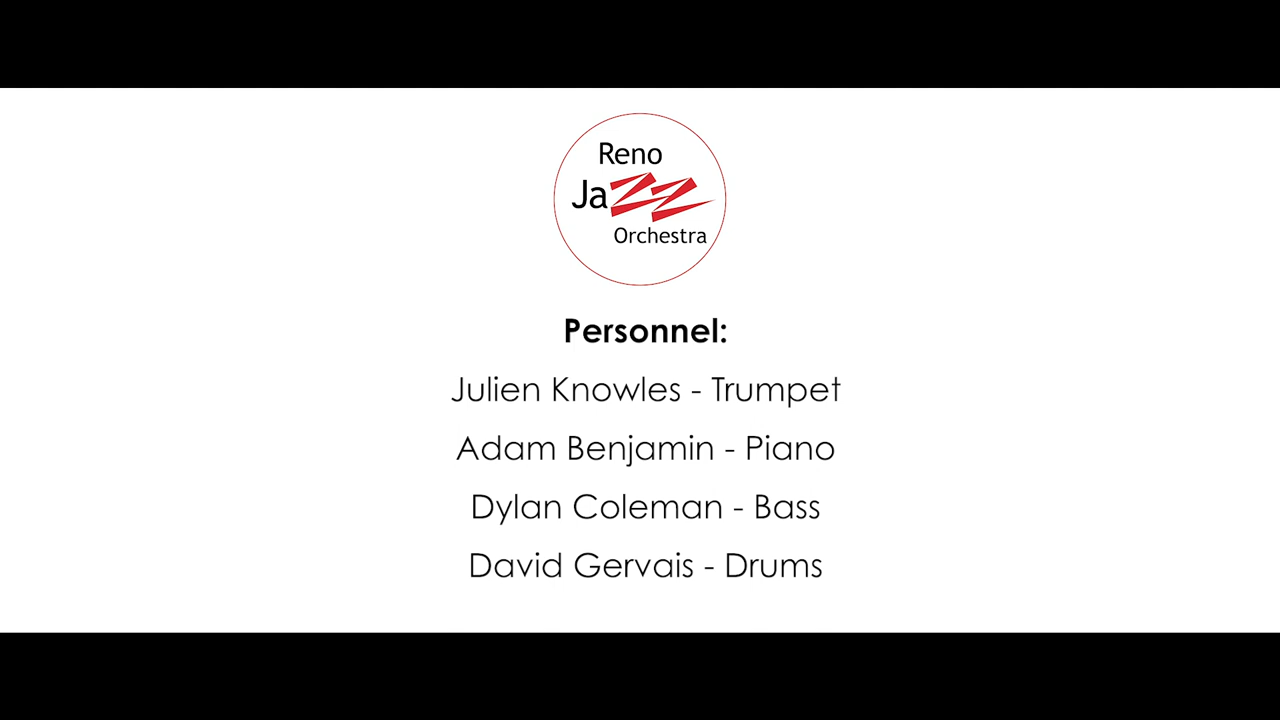 Reno
Jazz
Orchestra
Personnel:
Julien Knowles - Trumpet
Adam Benjamin - Piano
Dylan Coleman - Bass
David Gervais - Drums